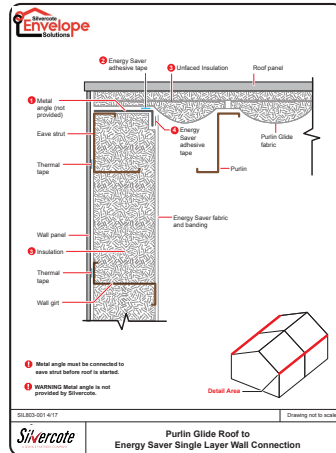 Silvercote
Envelope
Solutions
2 Energy Saver
adhesive tape
3 Unfaced Insulation
Roof panel
1 Metal
angle (not
provided)
Eave strut
4 Energy
Saver
adhesive
tape
Purlin Glide
fabric
Thermal
tape
Purlin
Energy Saver fabric
and banding
Wall panel
Insulation
Thermal
tape
Wall girt
! Metal angle must be connected to
eave strut before roof is started.
! WARNING Metal angle is not
provided by Silvercote.
Detail Area
SIL803-001 4/17
Drawing not to scale
Silvercote
Purlin Glide Roof to
Energy Saver Single Layer Wall Connection